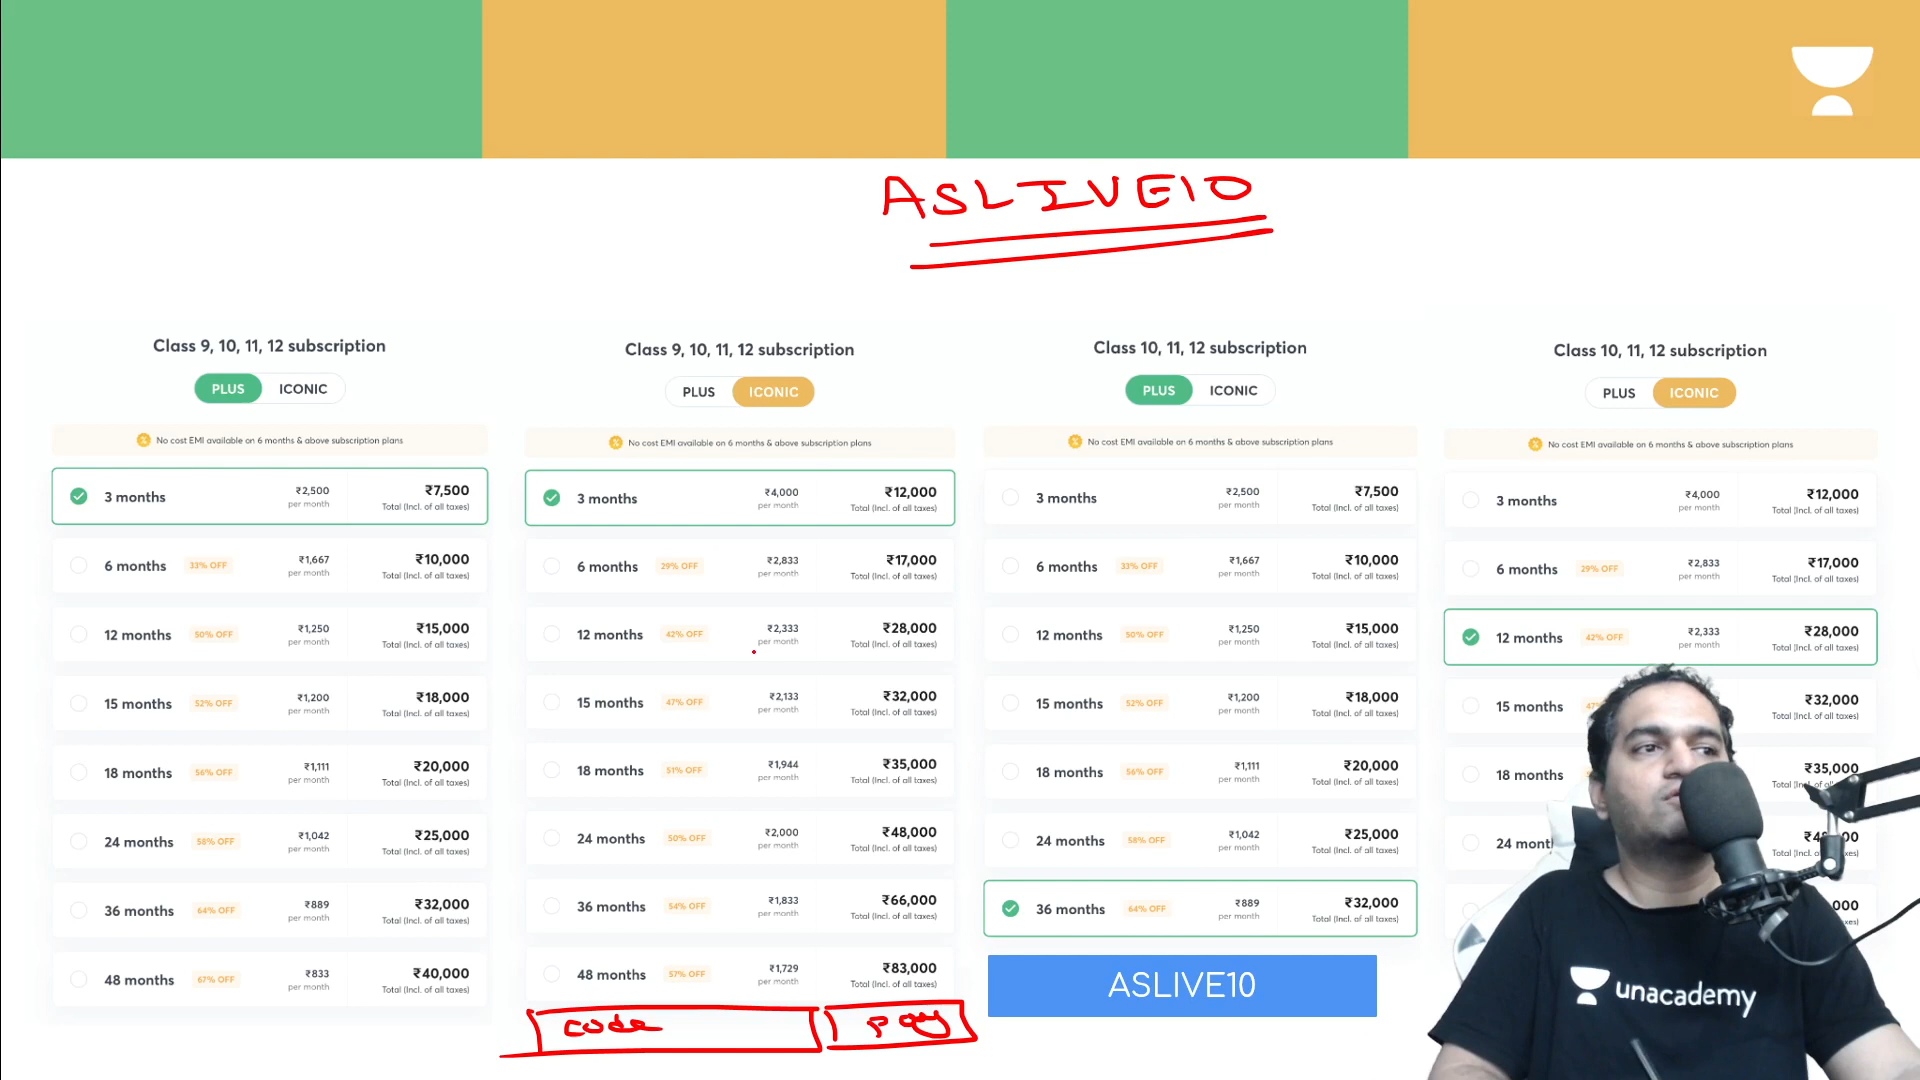 ASLIVE10
Class 9, 10, 11, 12 subscription
PLUS ICONIC
No cost EMI available on 6 months & above subscription plans
3 months ₹2,500 per month ₹7,500 Total (Incl. of all taxes)
6 months 33% OFF ₹1,667 per month ₹10,000 Total (Incl. of all taxes)
12 months 50% OFF ₹1,250 per month ₹15,000 Total (Incl. of all taxes)
15 months 52% OFF ₹1,200 per month ₹18,000 Total (Incl. of all taxes)
18 months 56% OFF ₹1,111 per month ₹20,000 Total (Incl. of all taxes)
24 months 58% OFF ₹1,042 per month ₹25,000 Total (Incl. of all taxes)
36 months 64% OFF ₹889 per month ₹32,000 Total (Incl. of all taxes)
48 months 67% OFF ₹833 per month ₹40,000 Total (Incl. of all taxes)
Class 9, 10, 11, 12 subscription
PLUS ICONIC
No cost EMI available on 6 months & above subscription plans
3 months ₹4,000 per month ₹12,000 Total (Incl. of all taxes)
6 months 29% OFF ₹2,833 per month ₹17,000 Total (Incl. of all taxes)
12 months 42% OFF ₹2,333 per month ₹28,000 Total (Incl. of all taxes)
15 months 47% OFF ₹2,133 per month ₹32,000 Total (Incl. of all taxes)
18 months 51% OFF ₹1,944 per month ₹35,000 Total (Incl. of all taxes)
24 months 50% OFF ₹2,000 per month ₹48,000 Total (Incl. of all taxes)
36 months 54% OFF ₹1,833 per month ₹66,000 Total (Incl. of all taxes)
48 months 57% OFF ₹1,729 per month ₹83,000 Total (Incl. of all taxes)
code pay
Class 10, 11, 12 subscription
PLUS ICONIC
No cost EMI available on 6 months & above subscription plans
3 months ₹2,500 per month ₹7,500 Total (Incl. of all taxes)
6 months 33% OFF ₹1,667 per month ₹10,000 Total (Incl. of all taxes)
12 months 50% OFF ₹1,250 per month ₹15,000 Total (Incl. of all taxes)
15 months 52% OFF ₹1,200 per month ₹18,000 Total (Incl. of all taxes)
18 months 56% OFF ₹1,111 per month ₹20,000 Total (Incl. of all taxes)
24 months 58% OFF ₹1,042 per month ₹25,000 Total (Incl. of all taxes)
36 months 64% OFF ₹889 per month ₹32,000 Total (Incl. of all taxes)
ASLIVE10
Class 10, 11, 12 subscription
PLUS ICONIC
No cost EMI available on 6 months & above subscription plans
3 months ₹4,000 per month ₹12,000 Total (Incl. of all taxes)
6 months 29% OFF ₹2,833 per month ₹17,000 Total (Incl. of all taxes)
12 months 42% OFF ₹2,333 per month ₹28,000 Total (Incl. of all taxes)
15 months ₹32,000 Total (Incl. of all taxes)
18 months ₹35,000 Total
24
unacademy